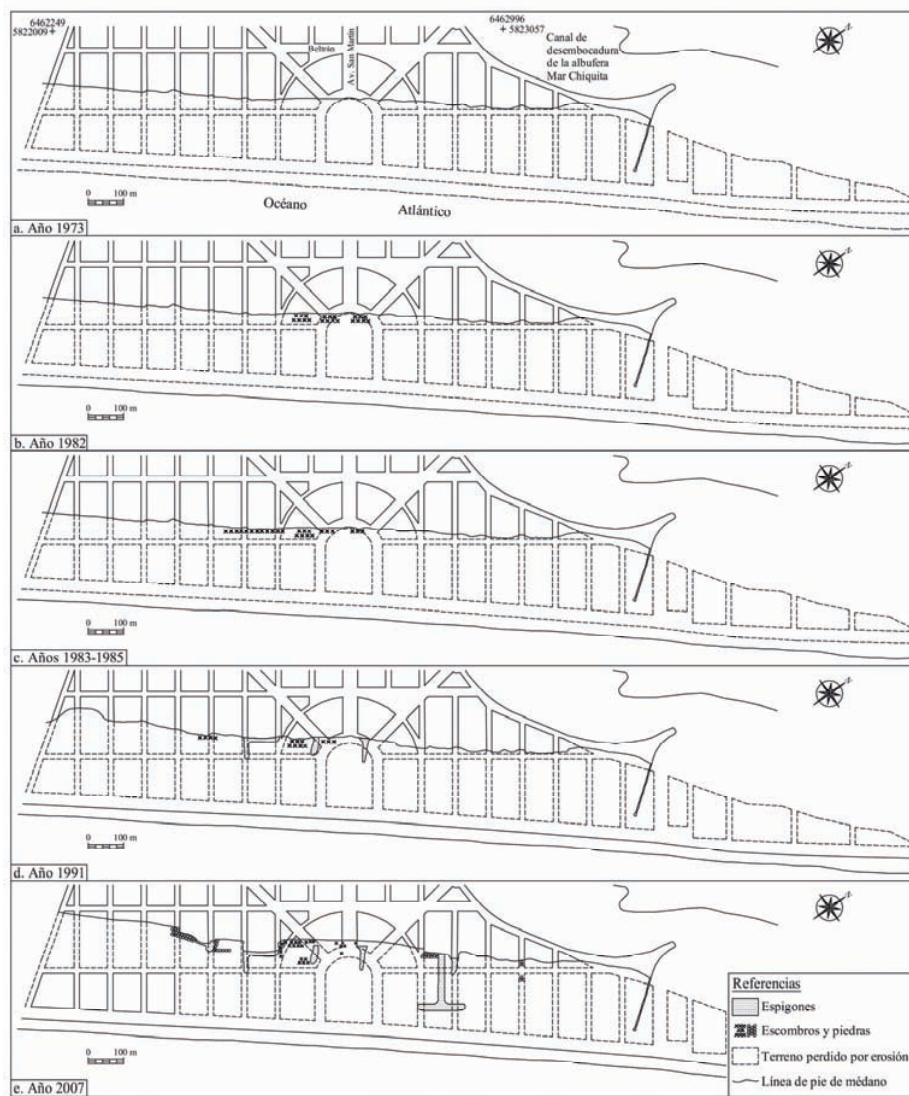 6462249
5822009+
Beltrán
Av. San Martín
6462996
+ 5823057
Canal de
desembocadura
de la albufera
Mar Chiquita
N
0 100 m
Océano Atlántico
a. Año 1973
N
0 100 m
b. Año 1982
N
0 100 m
c. Años 1983-1985
N
0 100 m
d. Año 1991
N
0 100 m
e. Año 2007
Referencias
Espigones
Escombros y piedras
Terreno perdido por erosión
Línea de pie de médano